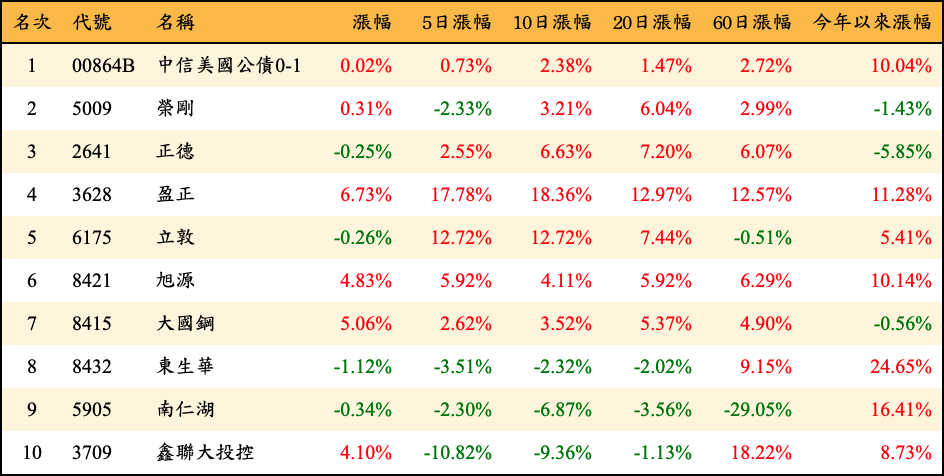 名次 代號 名稱 漲幅 5日漲幅 10日漲幅 20日漲幅 60日漲幅 今年以來漲幅
1 00864B 中信美國公債0-1 0.02% 0.73% 2.38% 1.47% 2.72% 10.04%
2 5009 榮剛 0.31% -2.33% 3.21% 6.04% 2.99% -1.43%
3 2641 正德 -0.25% 2.55% 6.63% 7.20% 6.07% -5.85%
4 3628 盈正 6.73% 17.78% 18.36% 12.97% 12.57% 11.28%
5 6175 立敦 -0.26% 12.72% 12.72% 7.44% -0.51% 5.41%
6 8421 旭源 4.83% 5.92% 4.11% 5.92% 6.29% 10.14%
7 8415 大國鋼 5.06% 2.62% 3.52% 5.37% 4.90% -0.56%
8 8432 東生華 -1.12% -3.51% -2.32% -2.02% 9.15% 24.65%
9 5905 南仁湖 -0.34% -2.30% -6.87% -3.56% -29.05% 16.41%
10 3709 鑫聯大投控 4.10% -10.82% -9.36% -1.13% 18.22% 8.73%